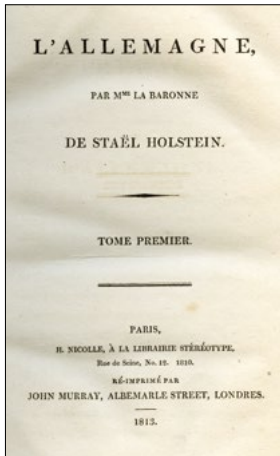 L'ALLEMAGNE,
PAR MME LA BARONNE
DE STAËL HOLSTEIN.
TOME PREMIER.
PARIS,
H. NICOLLE, À LA LIBRAIRIE STÉRÉOTYPE,
Rue de Seine, No. 12. 1810.
RÉ-IMPRIMÉ PAR
JOHN MURRAY, ALBEMARLE STREET, LONDRES.
1813.